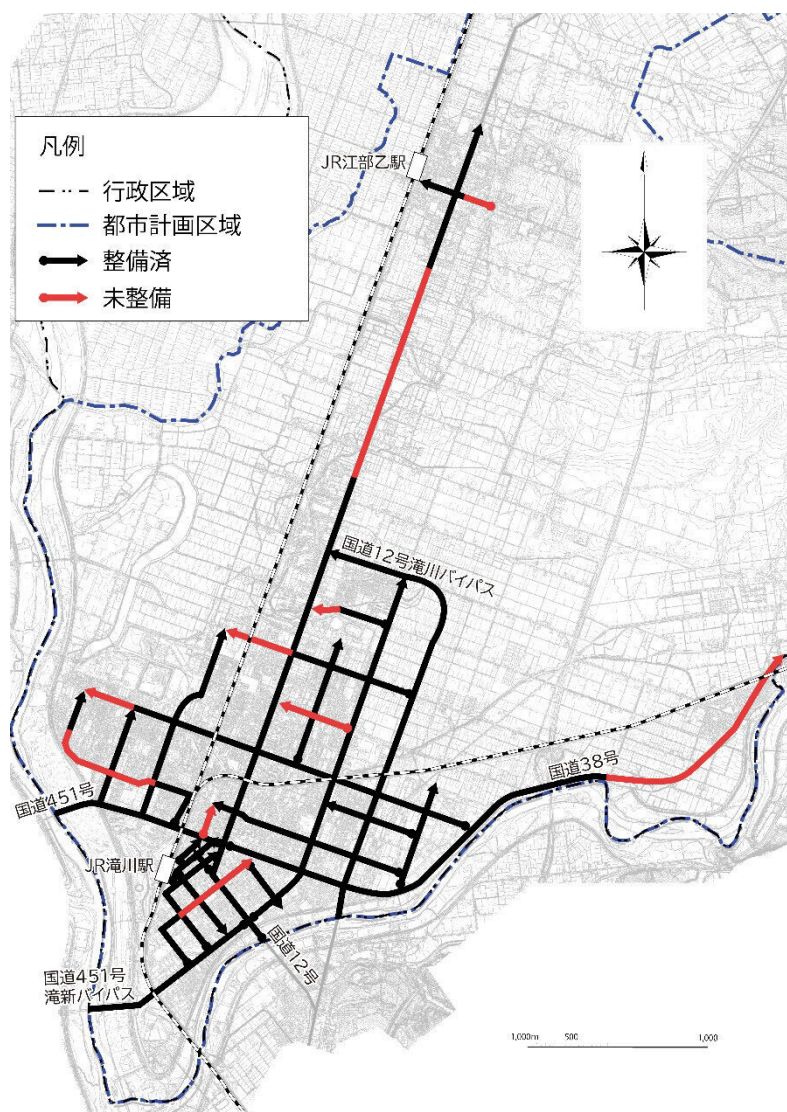 凡例
行政区域
都市計画区域
整備済
未整備
JR江部乙駅
国道12号滝川バイパス
国道38号
国道451号
JR滝川駅
国道12号
国道451号
滝新バイパス
1,000m 500 1,000